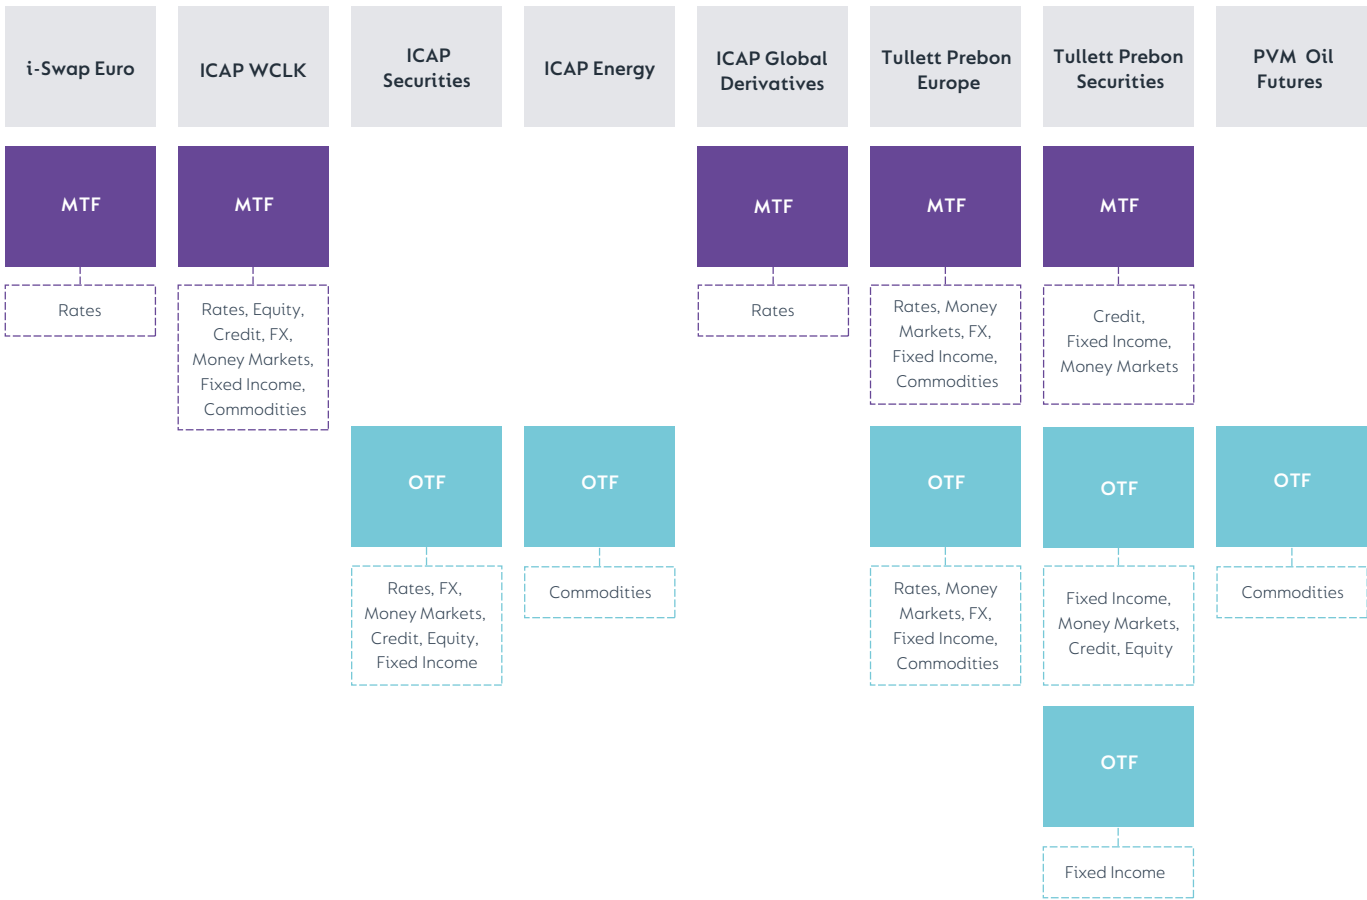 i-Swap Euro
ICAP WCLK
ICAP
Securities
ICAP Energy
ICAP Global
Derivatives
Tullett Prebon
Europe
Tullett Prebon
Securities
PVM Oil
Futures
MTF
MTF
MTF
MTF
MTF
Rates
Rates, Equity,
Credit, FX,
Money Markets,
Fixed Income,
Commodities
Rates
Rates, Money
Markets, FX,
Fixed Income,
Commodities
Credit,
Fixed Income,
Money Markets
OTF
OTF
OTF
OTF
OTF
Rates, FX,
Money Markets,
Credit, Equity,
Fixed Income
Commodities
Rates, Money
Markets, FX,
Fixed Income,
Commodities
Fixed Income,
Money Markets,
Credit, Equity
Commodities
OTF
Fixed Income